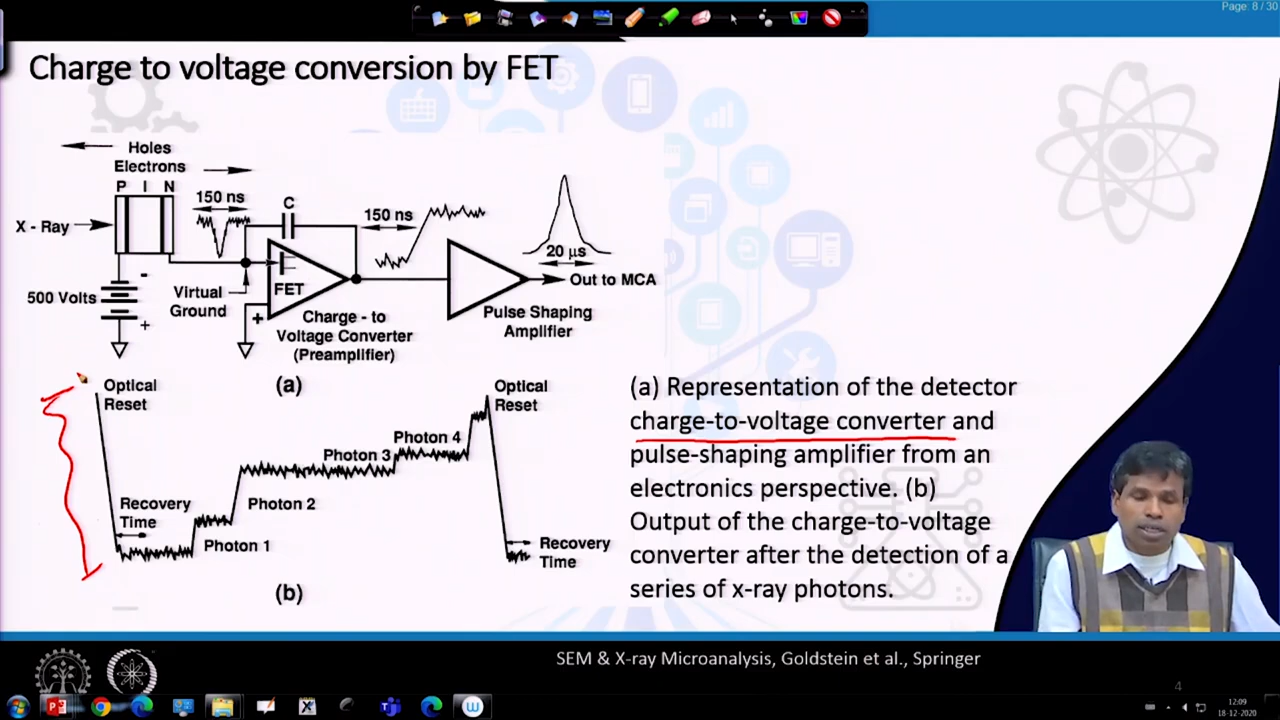 Page: 8 / 30
Charge to voltage conversion by FET
Holes
Electrons
P I N
150 ns
C
150 ns
X - Ray
20 µs
Out to MCA
500 Volts
-
+
Virtual
Ground
FET
+
Charge - to
Voltage Converter
(Preamplifier)
Pulse Shaping
Amplifier
(a)
Optical
Reset
Recovery
Time
Photon 1
Photon 2
Photon 3
Photon 4
Optical
Reset
Recovery
Time
(b)
(a) Representation of the detector
charge-to-voltage converter and
pulse-shaping amplifier from an
electronics perspective. (b)
Output of the charge-to-voltage
converter after the detection of a
series of x-ray photons.
SEM & X-ray Microanalysis, Goldstein et al., Springer
4
12:09
18-12-2020